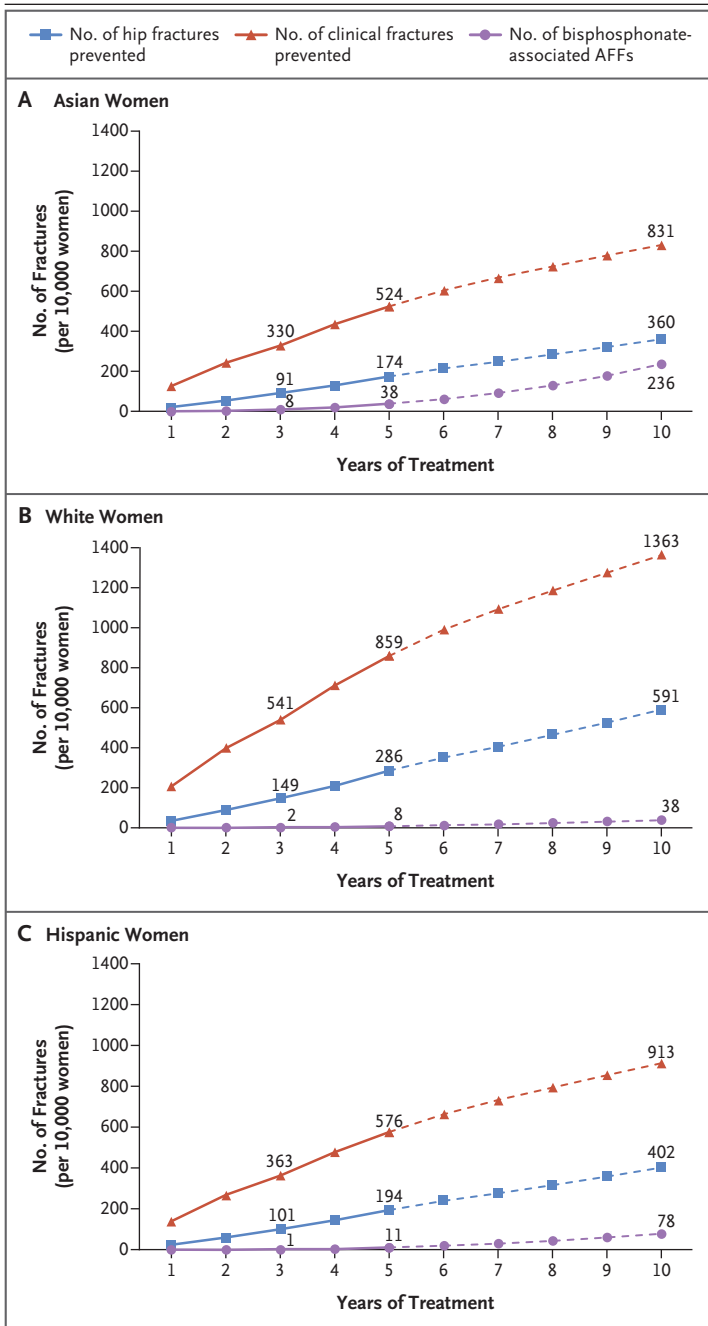 No. of hip fractures
prevented
No. of clinical fractures
prevented
No. of bisphosphonate-
associated AFFs
A Asian Women
No. of Fractures
(per 10,000 women)
1400
1200
1000
800
600
400
200
0
330
524
831
91
174
360
8
38
236
1 2 3 4 5 6 7 8 9 10
Years of Treatment
B White Women
No. of Fractures
(per 10,000 women)
1400
1200
1000
800
600
400
200
0
541
859
1363
149
286
591
2
8
38
1 2 3 4 5 6 7 8 9 10
Years of Treatment
C Hispanic Women
No. of Fractures
(per 10,000 women)
1400
1200
1000
800
600
400
200
0
363
576
913
101
194
402
1
11
78
1 2 3 4 5 6 7 8 9 10
Years of Treatment